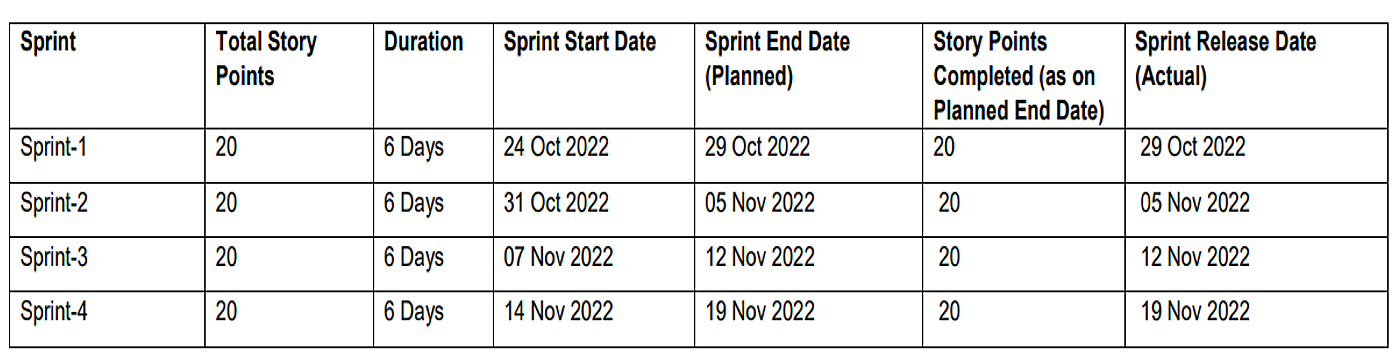 Sprint Total Story Points Duration Sprint Start Date Sprint End Date (Planned) Story Points Completed (as on Planned End Date) Sprint Release Date (Actual)
Sprint-1 20 6 Days 24 Oct 2022 29 Oct 2022 20 29 Oct 2022
Sprint-2 20 6 Days 31 Oct 2022 05 Nov 2022 20 05 Nov 2022
Sprint-3 20 6 Days 07 Nov 2022 12 Nov 2022 20 12 Nov 2022
Sprint-4 20 6 Days 14 Nov 2022 19 Nov 2022 20 19 Nov 2022